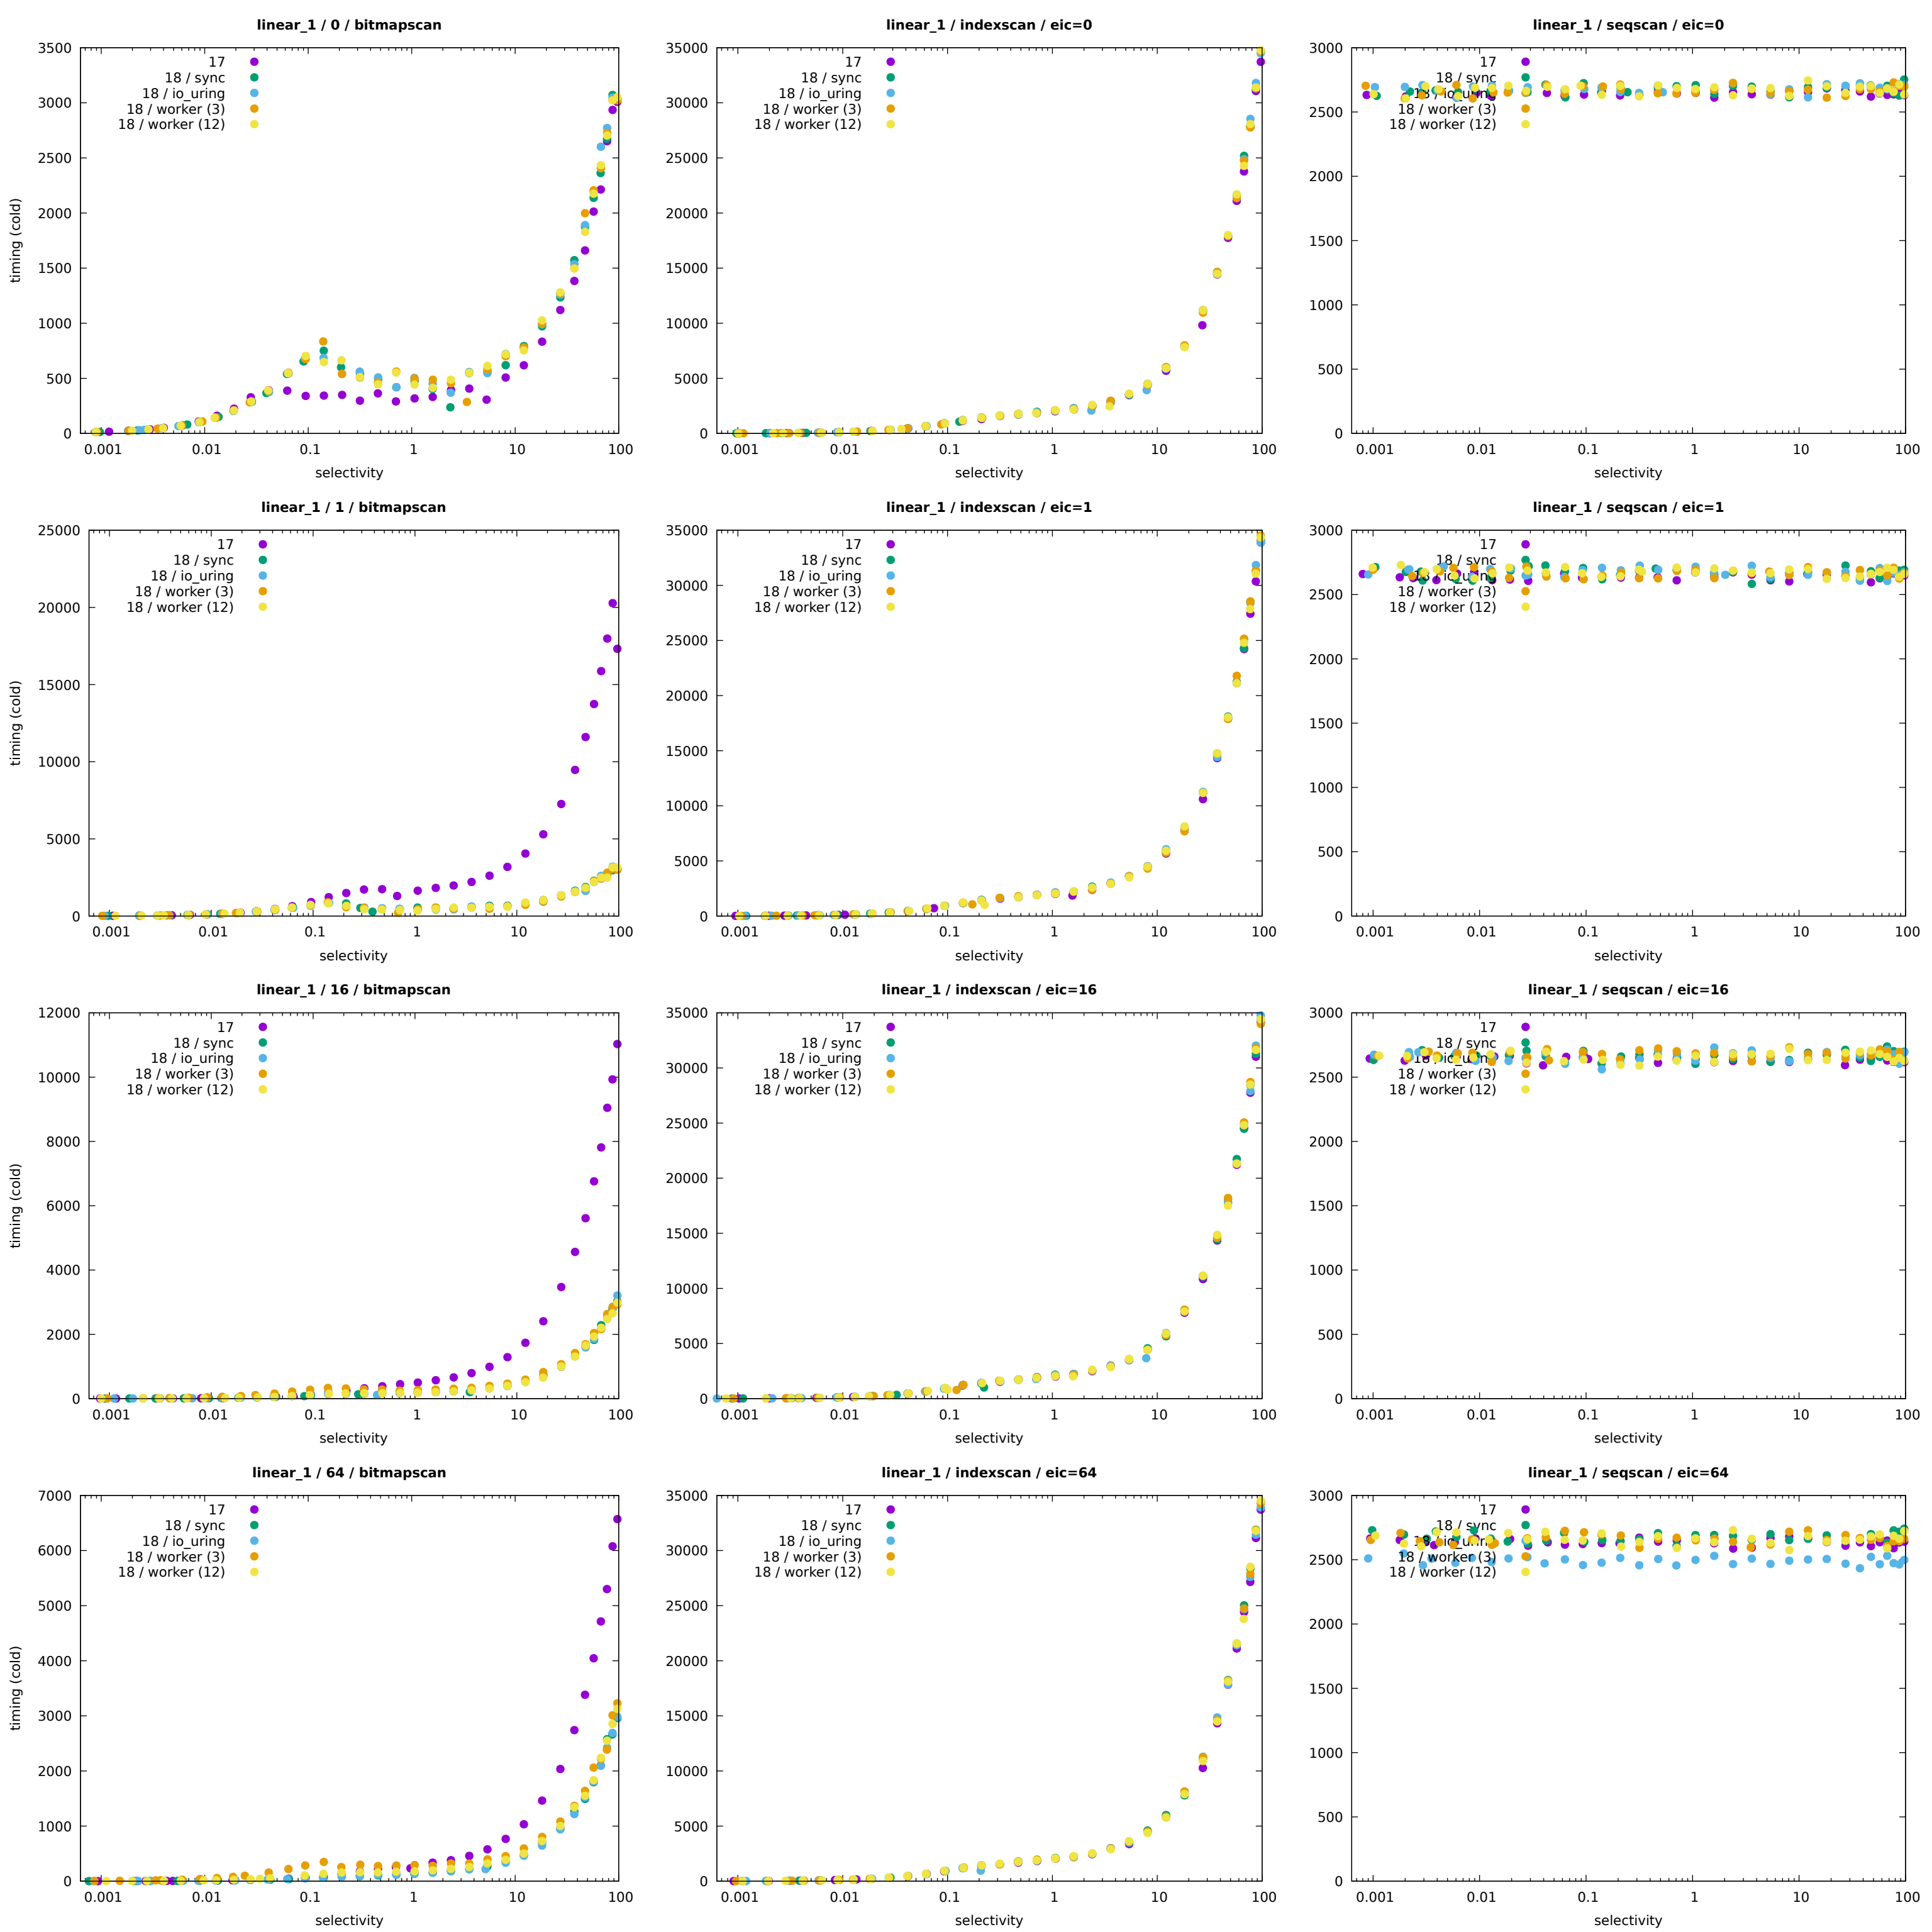 linear_1 / 0 / bitmapscan
3500
3000
2500
2000
1500
1000
500
0
timing (cold)
17
18 / sync
18 / io_uring
18 / worker (3)
18 / worker (12)
0.001 0.01 0.1 1 10 100
selectivity
linear_1 / indexscan / eic=0
35000
30000
25000
20000
15000
10000
5000
0
17
18 / sync
18 / io_uring
18 / worker (3)
18 / worker (12)
0.001 0.01 0.1 1 10 100
selectivity
linear_1 / seqscan / eic=0
3000
2500
2000
1500
1000
500
0
17
18 / sync
18 / io_uring
18 / worker (3)
18 / worker (12)
0.001 0.01 0.1 1 10 100
selectivity
linear_1 / 1 / bitmapscan
25000
20000
15000
10000
5000
0
timing (cold)
17
18 / sync
18 / io_uring
18 / worker (3)
18 / worker (12)
0.001 0.01 0.1 1 10 100
selectivity
linear_1 / indexscan / eic=1
35000
30000
25000
20000
15000
10000
5000
0
17
18 / sync
18 / io_uring
18 / worker (3)
18 / worker (12)
0.001 0.01 0.1 1 10 100
selectivity
linear_1 / seqscan / eic=1
3000
2500
2000
1500
1000
500
0
17
18 / sync
18 / io_uring
18 / worker (3)
18 / worker (12)
0.001 0.01 0.1 1 10 100
selectivity
linear_1 / 16 / bitmapscan
12000
10000
8000
6000
4000
2000
0
timing (cold)
17
18 / sync
18 / io_uring
18 / worker (3)
18 / worker (12)
0.001 0.01 0.1 1 10 100
selectivity
linear_1 / indexscan / eic=16
35000
30000
25000
20000
15000
10000
5000
0
17
18 / sync
18 / io_uring
18 / worker (3)
18 / worker (12)
0.001 0.01 0.1 1 10 100
selectivity
linear_1 / seqscan / eic=16
3000
2500
2000
1500
1000
500
0
17
18 / sync
18 / io_uring
18 / worker (3)
18 / worker (12)
0.001 0.01 0.1 1 10 100
selectivity
linear_1 / 64 / bitmapscan
7000
6000
5000
4000
3000
2000
1000
0
timing (cold)
17
18 / sync
18 / io_uring
18 / worker (3)
18 / worker (12)
0.001 0.01 0.1 1 10 100
selectivity
linear_1 / indexscan / eic=64
35000
30000
25000
20000
15000
10000
5000
0
17
18 / sync
18 / io_uring
18 / worker (3)
18 / worker (12)
0.001 0.01 0.1 1 10 100
selectivity
linear_1 / seqscan / eic=64
3000
2500
2000
1500
1000
500
0
17
18 / sync
18 / io_uring
18 / worker (3)
18 / worker (12)
0.001 0.01 0.1 1 10 100
selectivity